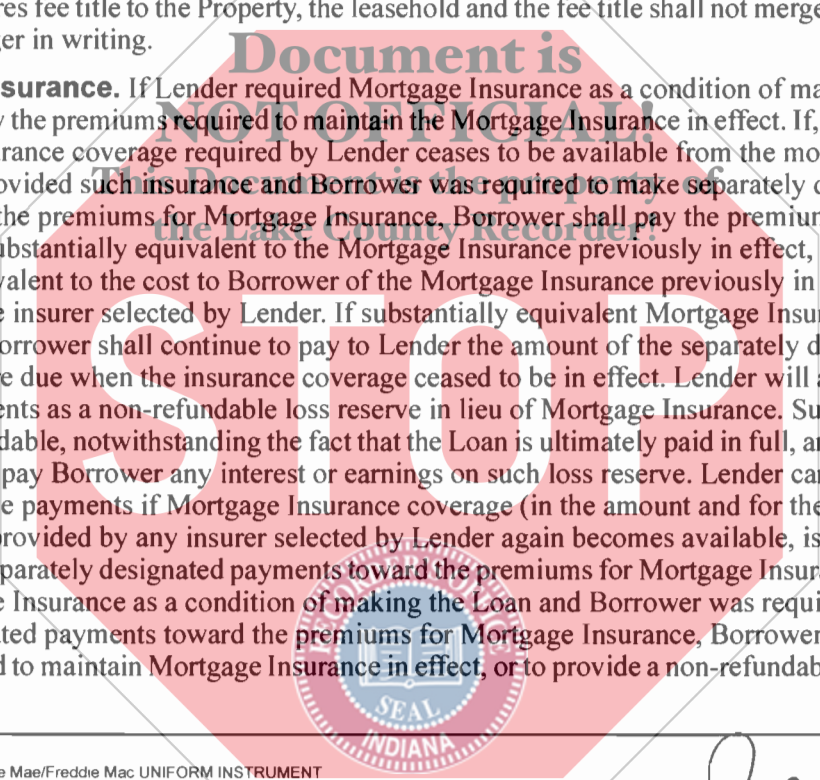 res fee title to the Property, the leasehold and the fee title shall not merge
er in writing.
Document is
surance. If Lender required Mortgage Insurance as a condition of ma
NOT OFFICIAL!
y the premiums required to maintain the Mortgage Insurance in effect. If,
rance coverage required by Lender ceases to be available from the mo
This Document is the property of
ovided such insurance and Borrower was required to make separately d
the premiums for Mortgage Insurance, Borrower shall pay the premium
the Lake County Recorder!
ubstantially equivalent to the Mortgage Insurance previously in effect,
valent to the cost to Borrower of the Mortgage Insurance previously in
e insurer selected by Lender. If substantially equivalent Mortgage Insur
orrower shall continue to pay to Lender the amount of the separately d
STOP
e due when the insurance coverage ceased to be in effect. Lender will a
ents as a non-refundable loss reserve in lieu of Mortgage Insurance. Su
dable, notwithstanding the fact that the Loan is ultimately paid in full, an
pay Borrower any interest or earnings on such loss reserve. Lender can
e payments if Mortgage Insurance coverage (in the amount and for the
provided by any insurer selected by Lender again becomes available, is
parately designated payments toward the premiums for Mortgage Insur
e Insurance as a condition of making the Loan and Borrower was requi
ted payments toward the premiums for Mortgage Insurance, Borrower
d to maintain Mortgage Insurance in effect, or to provide a non-refundab
SEAL
INDIANA
e Mae/Freddie Mac UNIFORM INSTRUMENT